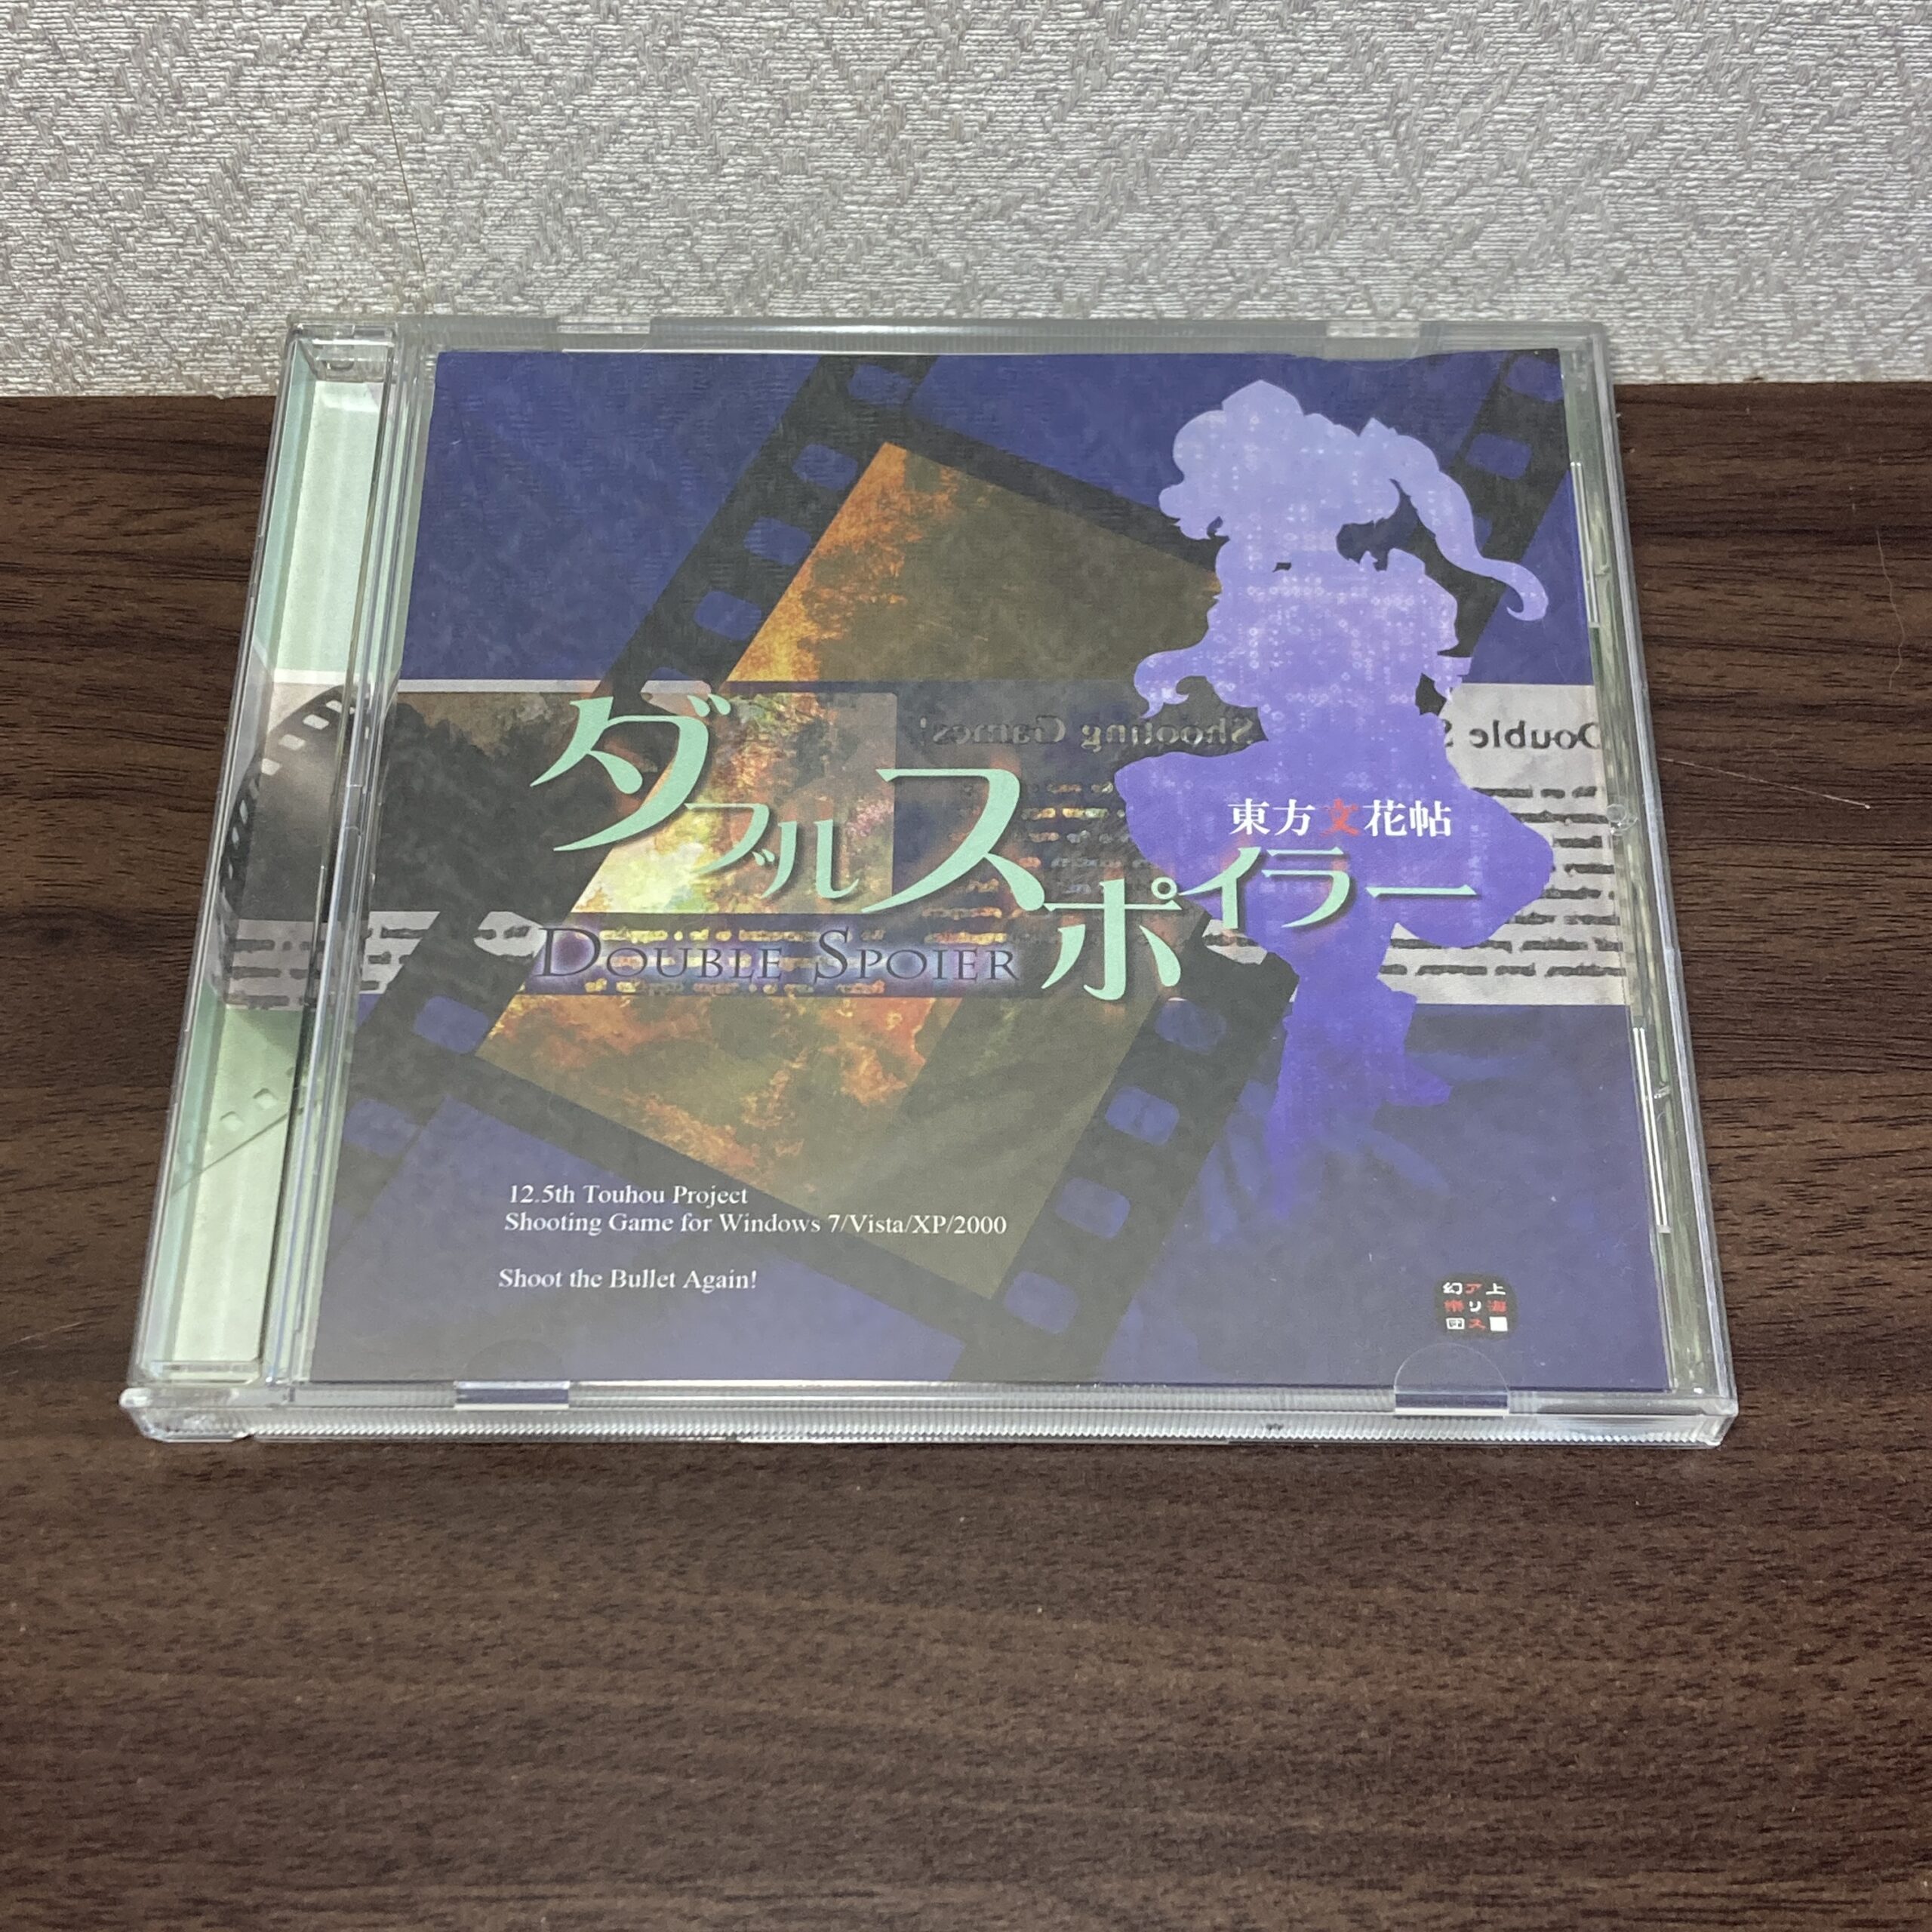 東方文花帖
ダブルスポイラー
DOUBLE SPOIER
Shooting Games!
Double S
12.5th Touhou Project
Shooting Game for Windows 7/Vista/XP/2000
Shoot the Bullet Again!
上海
アリス
幻樂団